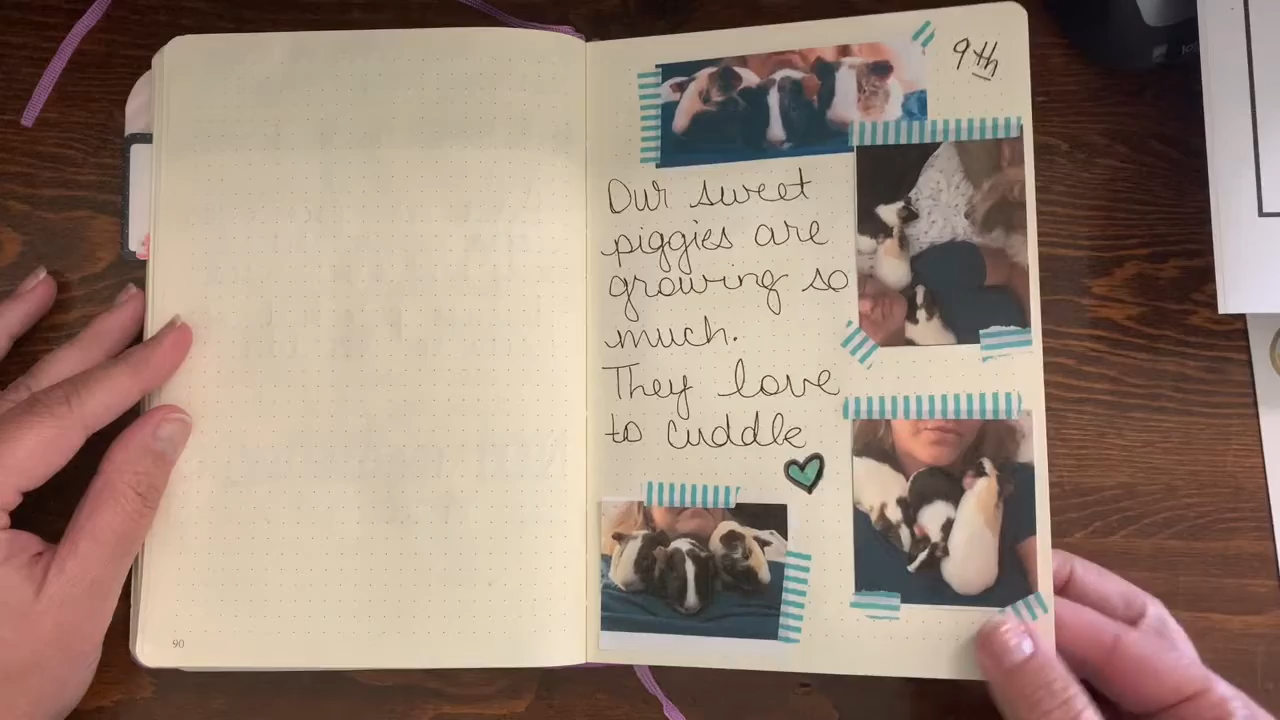 9th
Our sweet
piggies are
growing so
much.
They love
to cuddle
90